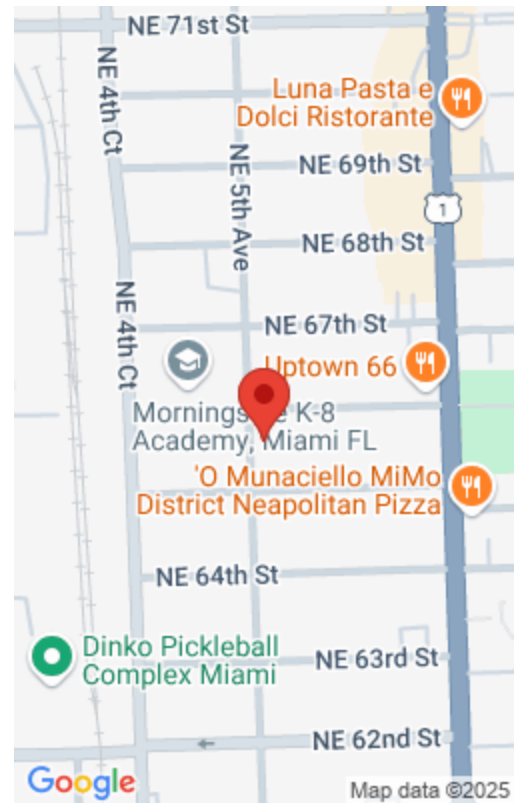 NE 71st St
NE 4th Ct
Luna Pasta e
Dolci Ristorante
NE 5th Ave
NE 69th St
1
NE 68th St
NE 4th Ct
NE 67th St
Uptown 66
K-8
Academy, Miami FL
'O Munaciello MiMo
District Neapolitan Pizza
NE 64th St
Dinko Pickleball
Complex Miami
NE 63rd St
NE 62nd St
Google
Map data ©2025